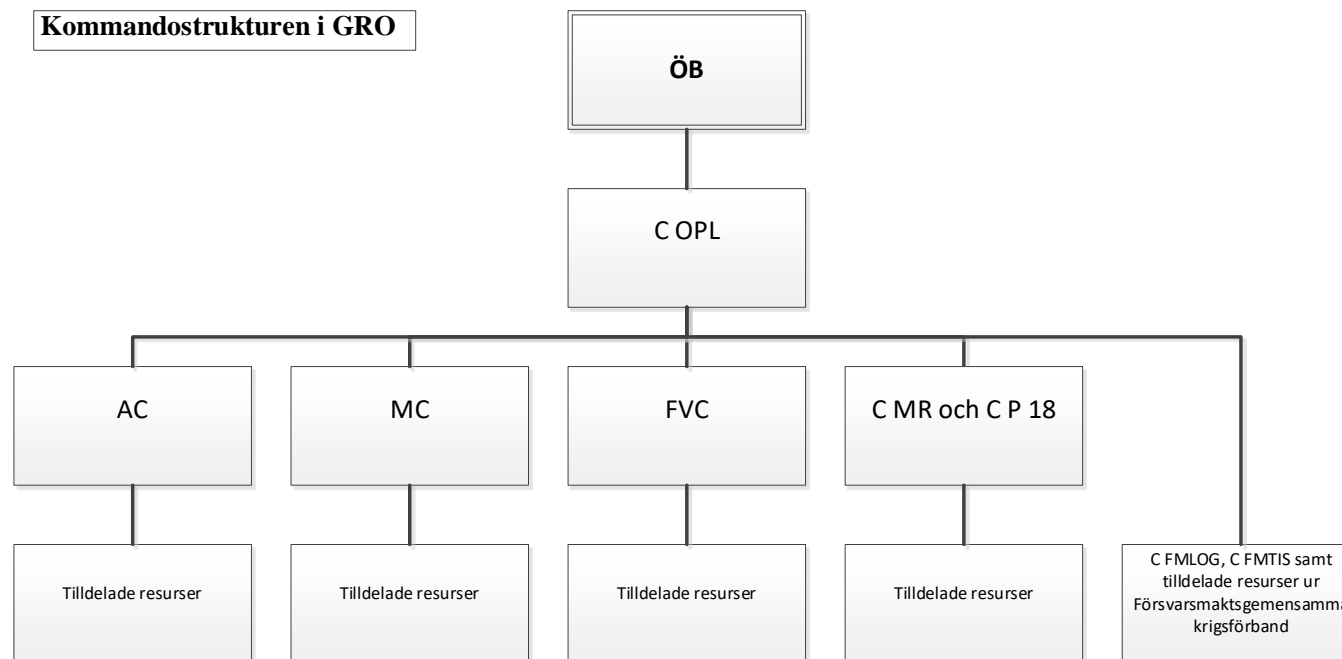 Kommandostrukturen i GRO
ÖB
C OPL
AC
MC
FVC
C MR och C P 18
Tilldelade resurser
Tilldelade resurser
Tilldelade resurser
Tilldelade resurser
C FMLOG, C FMTIS samt
tilldelade resurser ur
Försvarsmaktsgemensamma
krigsförband